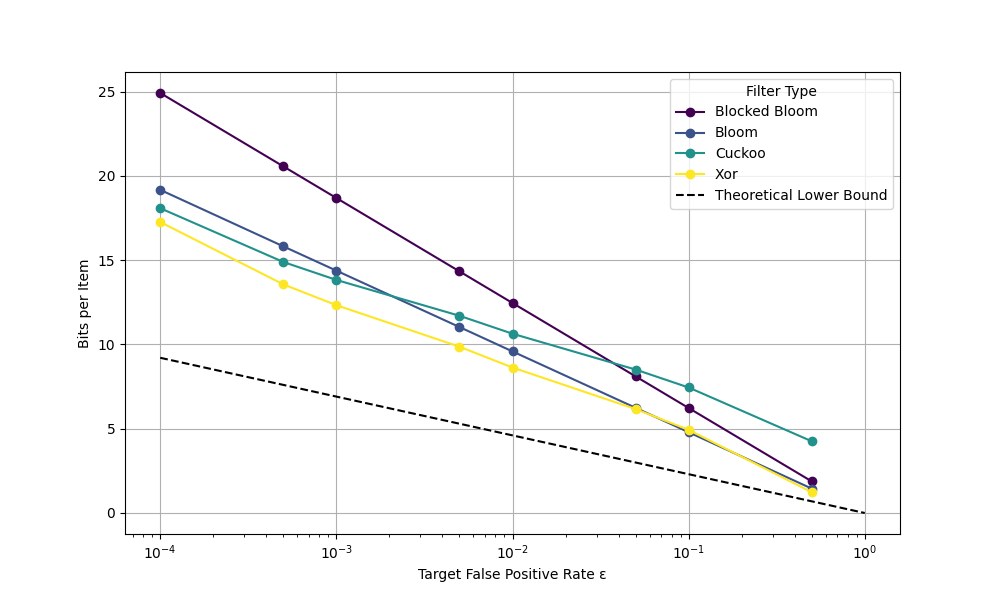 25
20
15
10
5
0
Bits per Item
10⁻⁴
10⁻³
10⁻²
10⁻¹
10⁰
Target False Positive Rate ε
Filter Type
Blocked Bloom
Bloom
Cuckoo
Xor
Theoretical Lower Bound